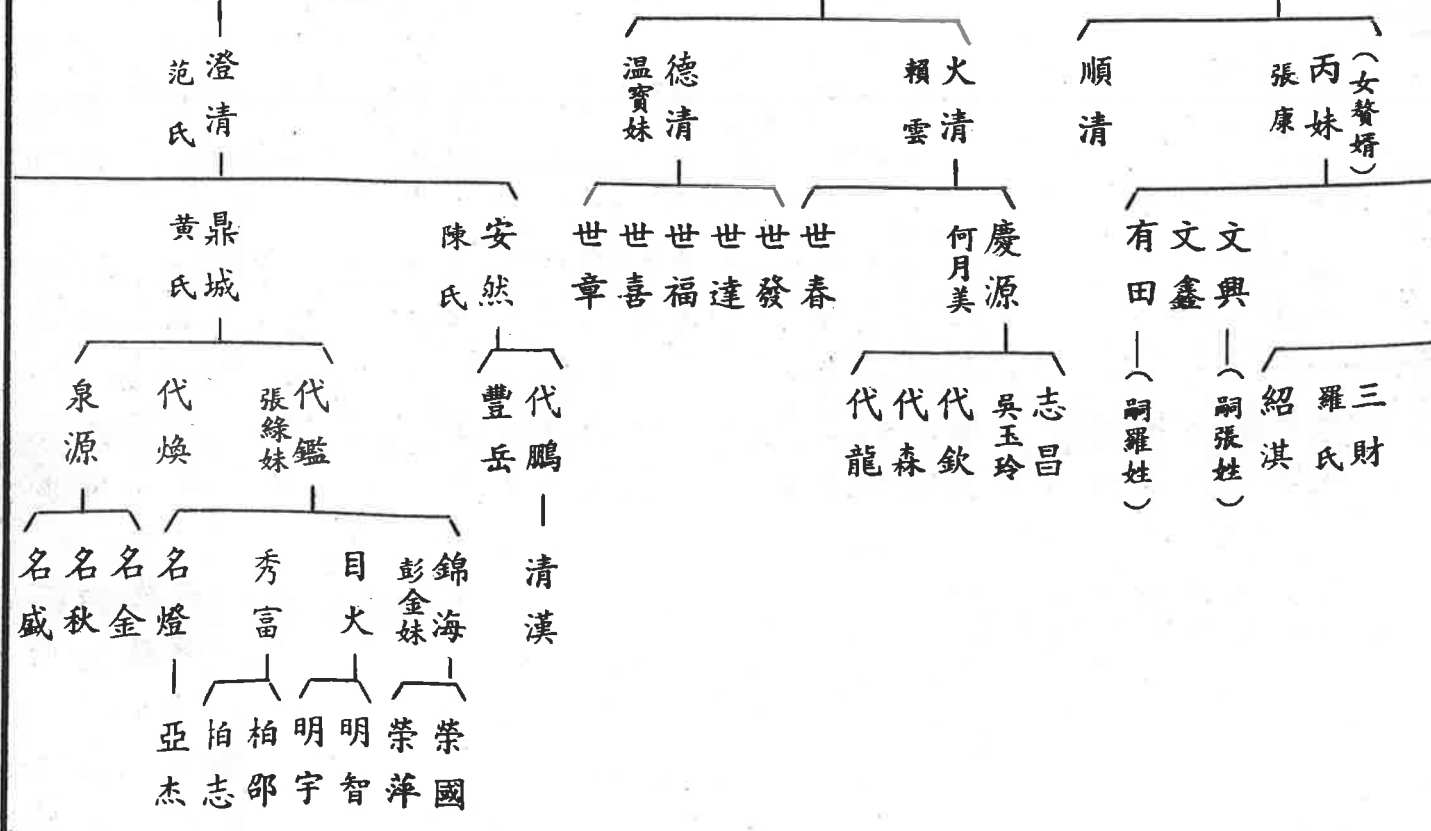 （女贅婿）
丙妹
張康
順清
火清
賴雲
德清
温寶妹
澄清
范氏
文興
文鑫
有田
慶源
何月美
世春
世發
世達
世福
世喜
世章
安然
陳氏
鼎城
黄氏
三財
羅氏
紹淇
（嗣張姓）
（嗣羅姓）
志昌
吳玉玲
代欽
代森
代龍
代鵬
豐岳
代鑑
張綠妹
代煥
泉源
清漢
錦海
彭金妹
目火
秀富
名燈
名金
名秋
名盛
榮國
榮萍
明智
明宇
柏邵
柏志
亞杰